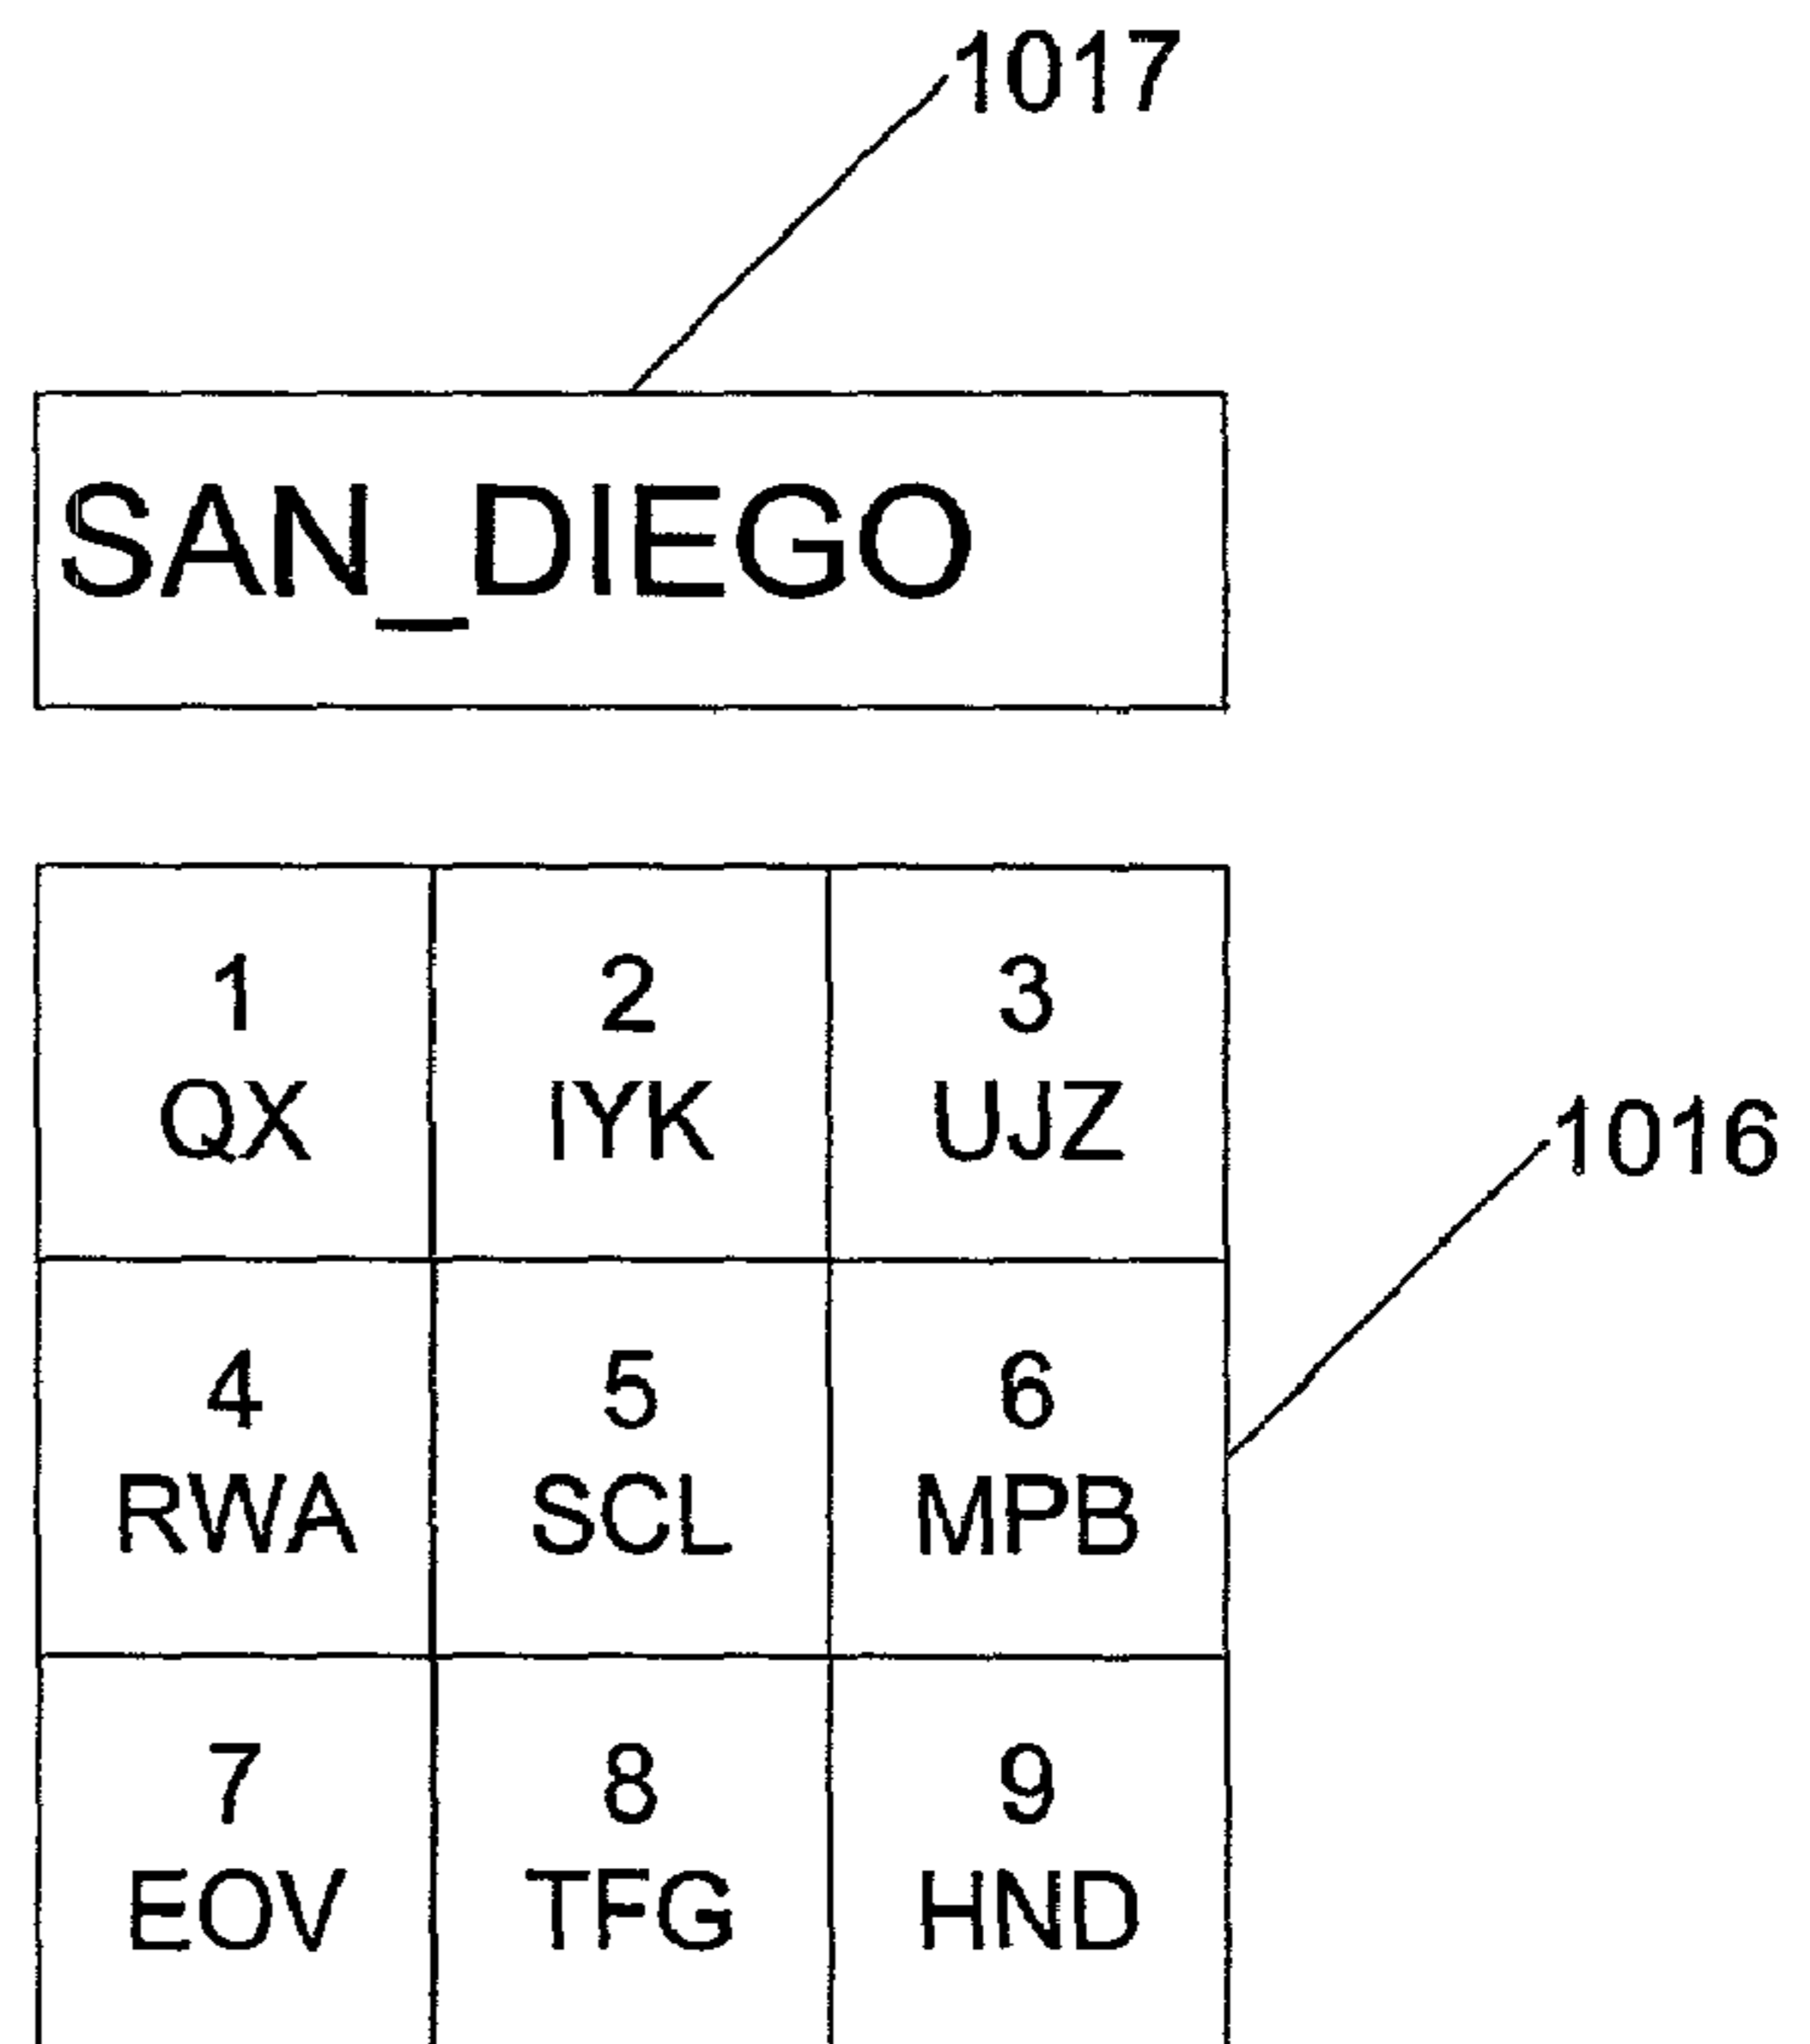 1017
SAN_DIEGO
1 2 3
QX IYK UJZ
1016
4 5 6
RWA SCL MPB
7 8 9
EOV TFG HND